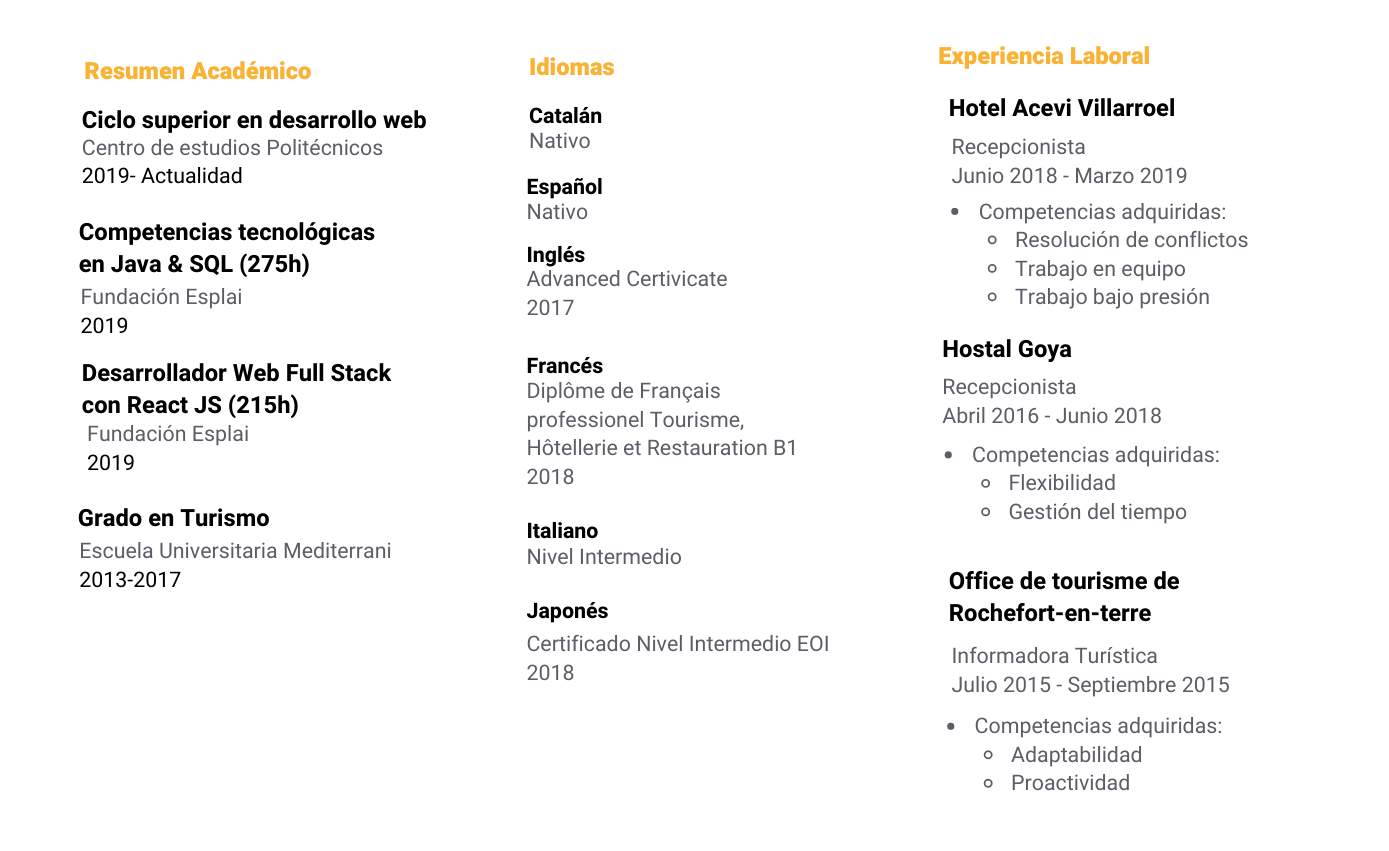 Resumen Académico
Ciclo superior en desarrollo web
Centro de estudios Politécnicos
2019- Actualidad
Competencias tecnológicas
en Java & SQL (275h)
Fundación Esplai
2019
Desarrollador Web Full Stack
con React JS (215h)
Fundación Esplai
2019
Grado en Turismo
Escuela Universitaria Mediterrani
2013-2017
Idiomas
Catalán
Nativo
Español
Nativo
Inglés
Advanced Certivicate
2017
Francés
Diplôme de Français
professionel Tourisme,
Hôtellerie et Restauration B1
2018
Italiano
Nivel Intermedio
Japonés
Certificado Nivel Intermedio EOI
2018
Experiencia Laboral
Hotel Acevi Villarroel
Recepcionista
Junio 2018 - Marzo 2019
• Competencias adquiridas:
◦ Resolución de conflictos
◦ Trabajo en equipo
◦ Trabajo bajo presión
Hostal Goya
Recepcionista
Abril 2016 - Junio 2018
• Competencias adquiridas:
◦ Flexibilidad
◦ Gestión del tiempo
Office de tourisme de
Rochefort-en-terre
Informadora Turística
Julio 2015 - Septiembre 2015
• Competencias adquiridas:
◦ Adaptabilidad
◦ Proactividad